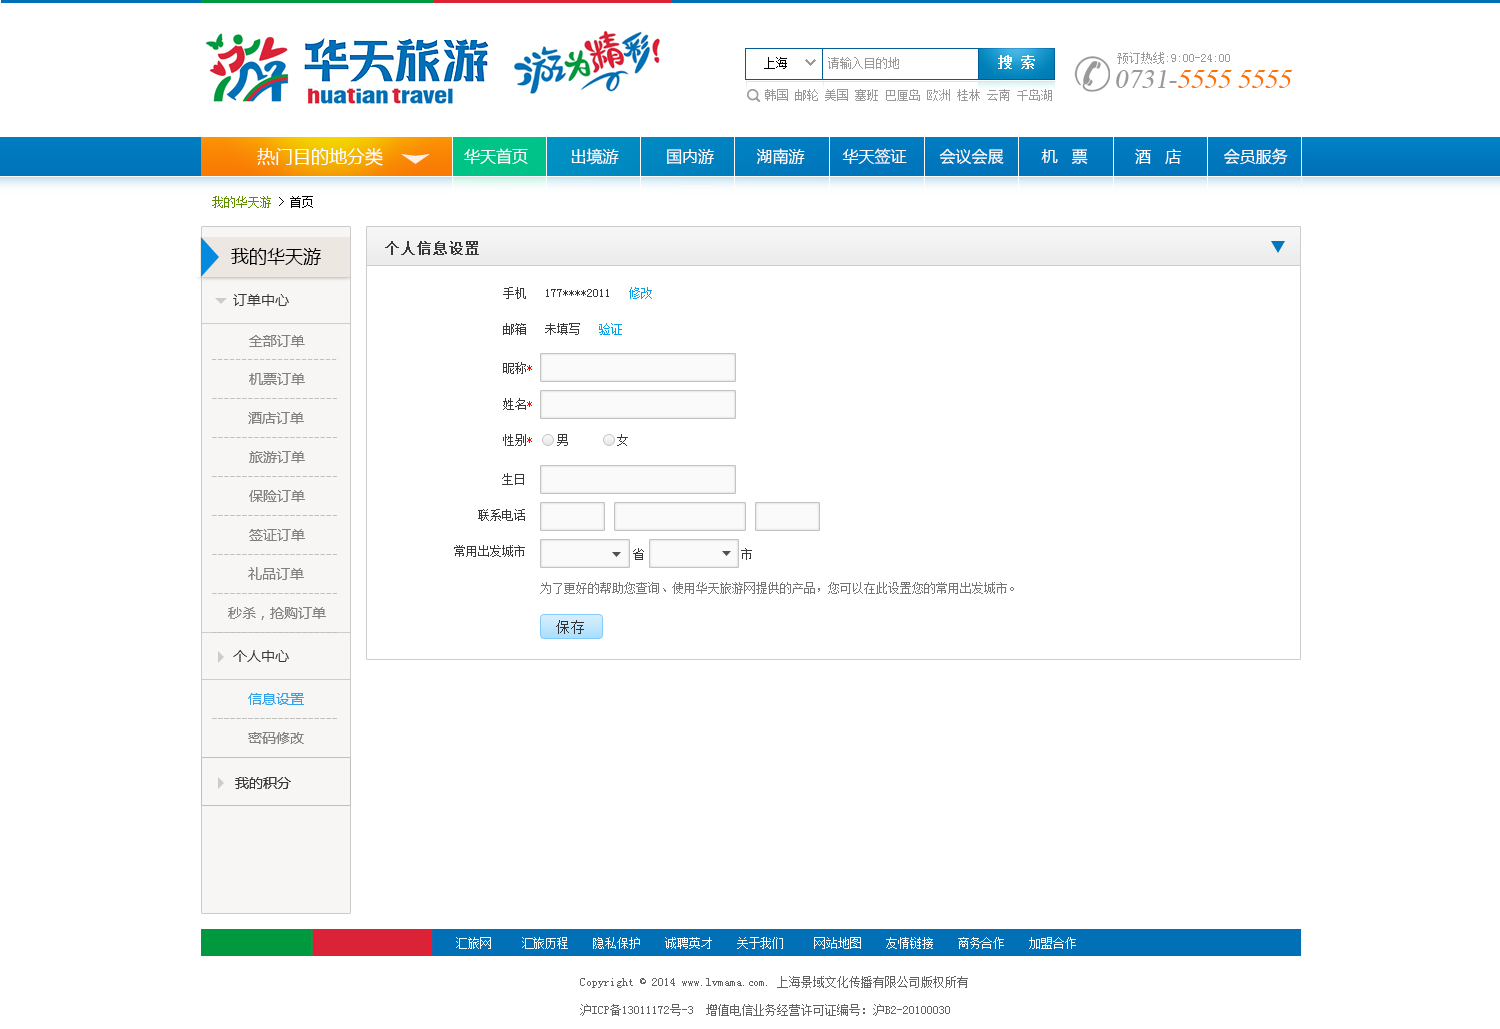 华天旅游
huatian travel
游为精彩!
上海 请输入目的地 搜 索
韩国 邮轮 美国 塞班 巴厘岛 欧洲 桂林 云南 千岛湖
预订热线:9:00-24:00
0731-5555 5555
热门目的地分类 华天首页 出境游 国内游 湖南游 华天签证 会议会展 机 票 酒 店 会员服务
我的华天游 > 首页
我的华天游
订单中心
全部订单
机票订单
酒店订单
旅游订单
保险订单
签证订单
礼品订单
秒杀，抢购订单
个人中心
信息设置
密码修改
我的积分
个人信息设置
手机 177****2011 修改
邮箱 未填写 验证
昵称*
姓名*
性别* 男 女
生日
联系电话
常用出发城市 省 市
为了更好的帮助您查询、使用华天旅游网提供的产品，您可以在此设置您的常用出发城市。
保存
汇旅网 汇旅历程 隐私保护 诚聘英才 关于我们 网站地图 友情链接 商务合作 加盟合作
Copyright © 2014 www.lvmama.com. 上海景域文化传播有限公司版权所有
沪ICP备13011172号-3 增值电信业务经营许可证编号：沪B2-20100030